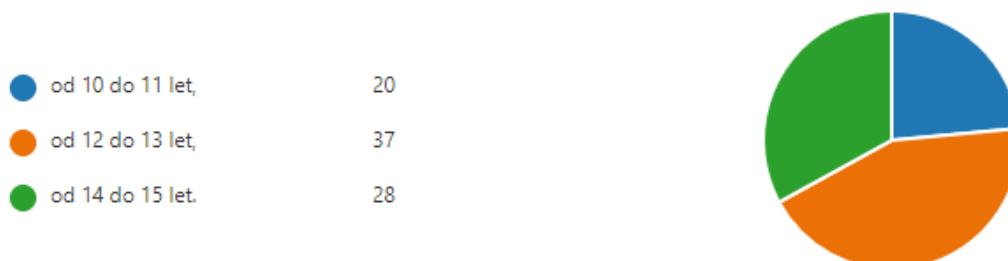 od 10 do 11 let, 20
od 12 do 13 let, 37
od 14 do 15 let. 28